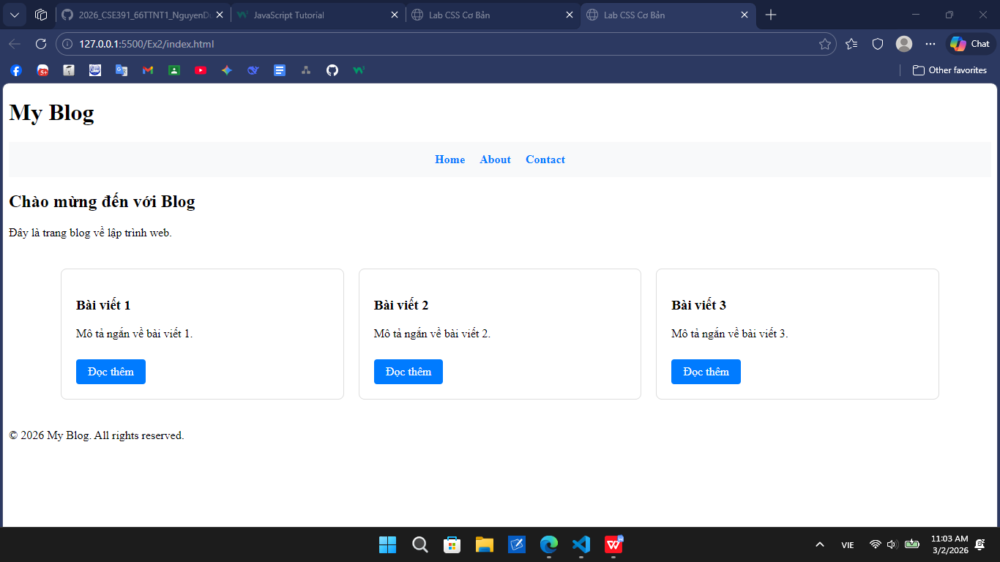 2026_CSE391_66TTNT1_NguyenDu
JavaScript Tutorial
Lab CSS Cơ Bản
Lab CSS Cơ Bản
127.0.0.1:5500/Ex2/index.html
Chat
Other favorites
My Blog
Home About Contact
Chào mừng đến với Blog
Đây là trang blog về lập trình web.
Bài viết 1
Mô tả ngắn về bài viết 1.
Đọc thêm
Bài viết 2
Mô tả ngắn về bài viết 2.
Đọc thêm
Bài viết 3
Mô tả ngắn về bài viết 3.
Đọc thêm
© 2026 My Blog. All rights reserved.
VIE
11:03 AM
3/2/2026